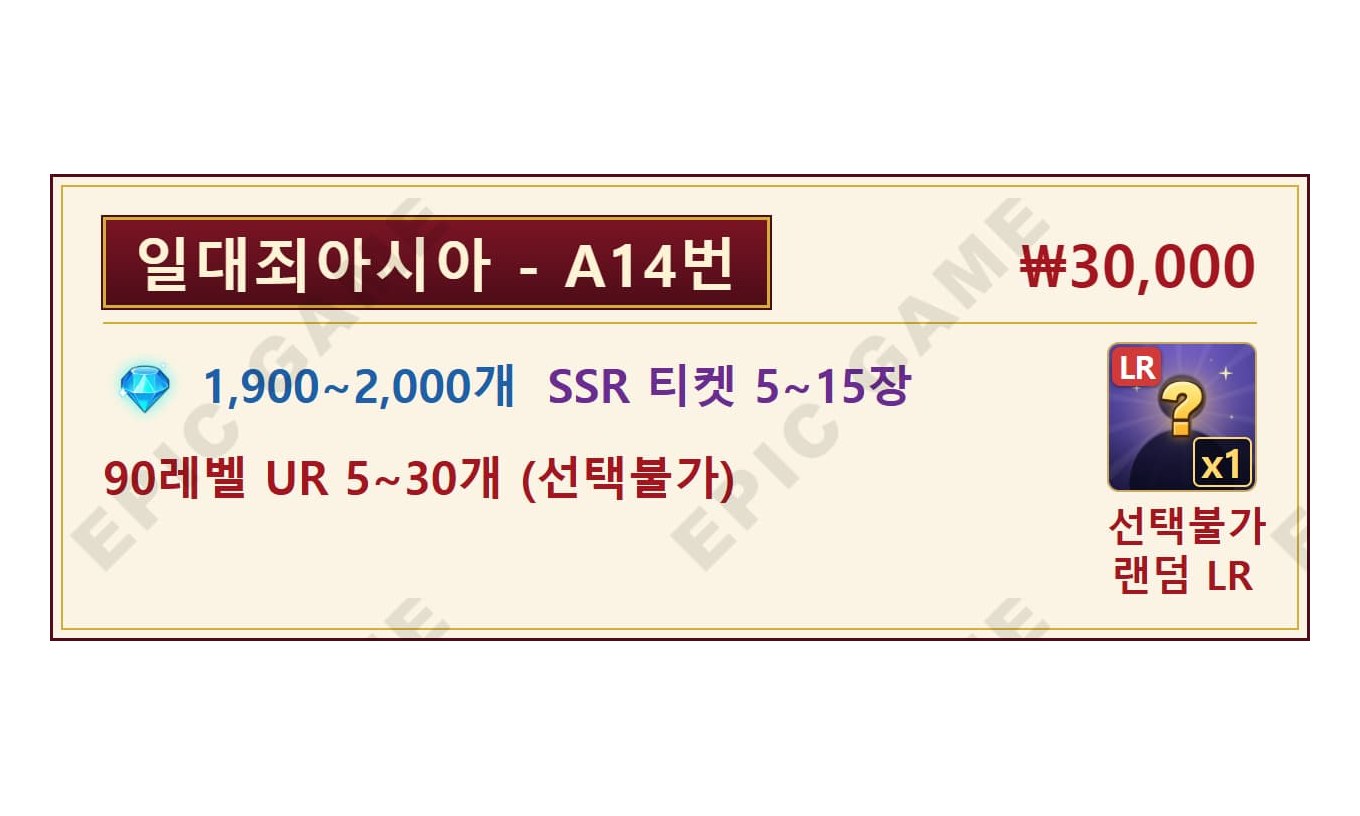 일대죄아시아 - A14번
₩30,000
1,900~2,000개 SSR 티켓 5~15장
90레벨 UR 5~30개 (선택불가)
LR
x1
선택불가
랜덤 LR
EPIC GAME
EPIC GAME